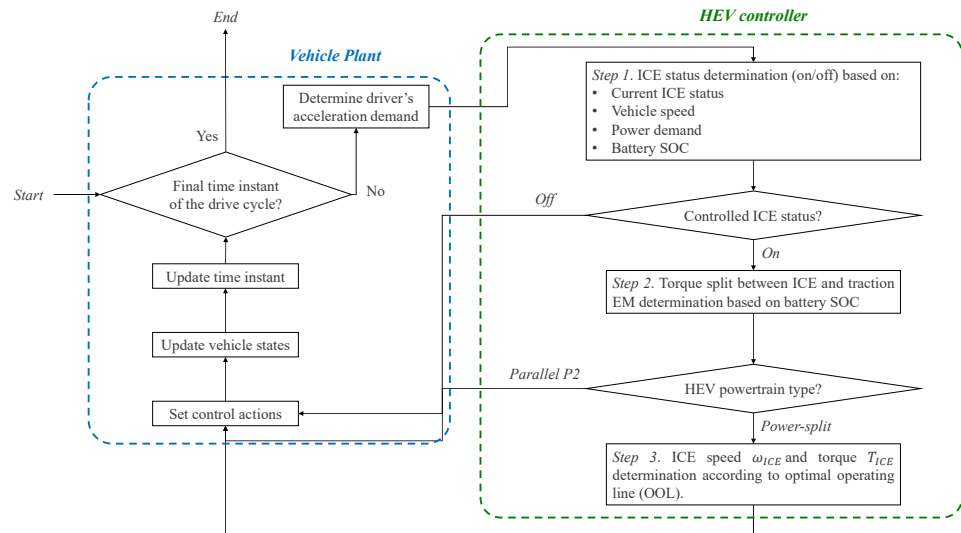 End
HEV controller
Vehicle Plant
Determine driver's
acceleration demand
Step 1. ICE status determination (on/off) based on:
• Current ICE status
• Vehicle speed
• Power demand
• Battery SOC
Yes
Start
Final time instant
of the drive cycle?
No
Off
Controlled ICE status?
On
Update time instant
Step 2. Torque split between ICE and traction
EM determination based on battery SOC
Update vehicle states
Parallel P2
HEV powertrain type?
Set control actions
Power-split
Step 3. ICE speed ω_ICE and torque T_ICE
determination according to optimal operating
line (OOL).